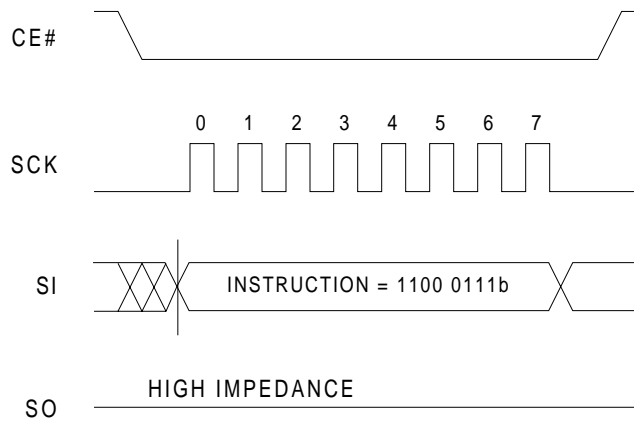 CE#
0 1 2 3 4 5 6 7
SCK
SI
INSTRUCTION = 1100 0111b
HIGH IMPEDANCE
SO